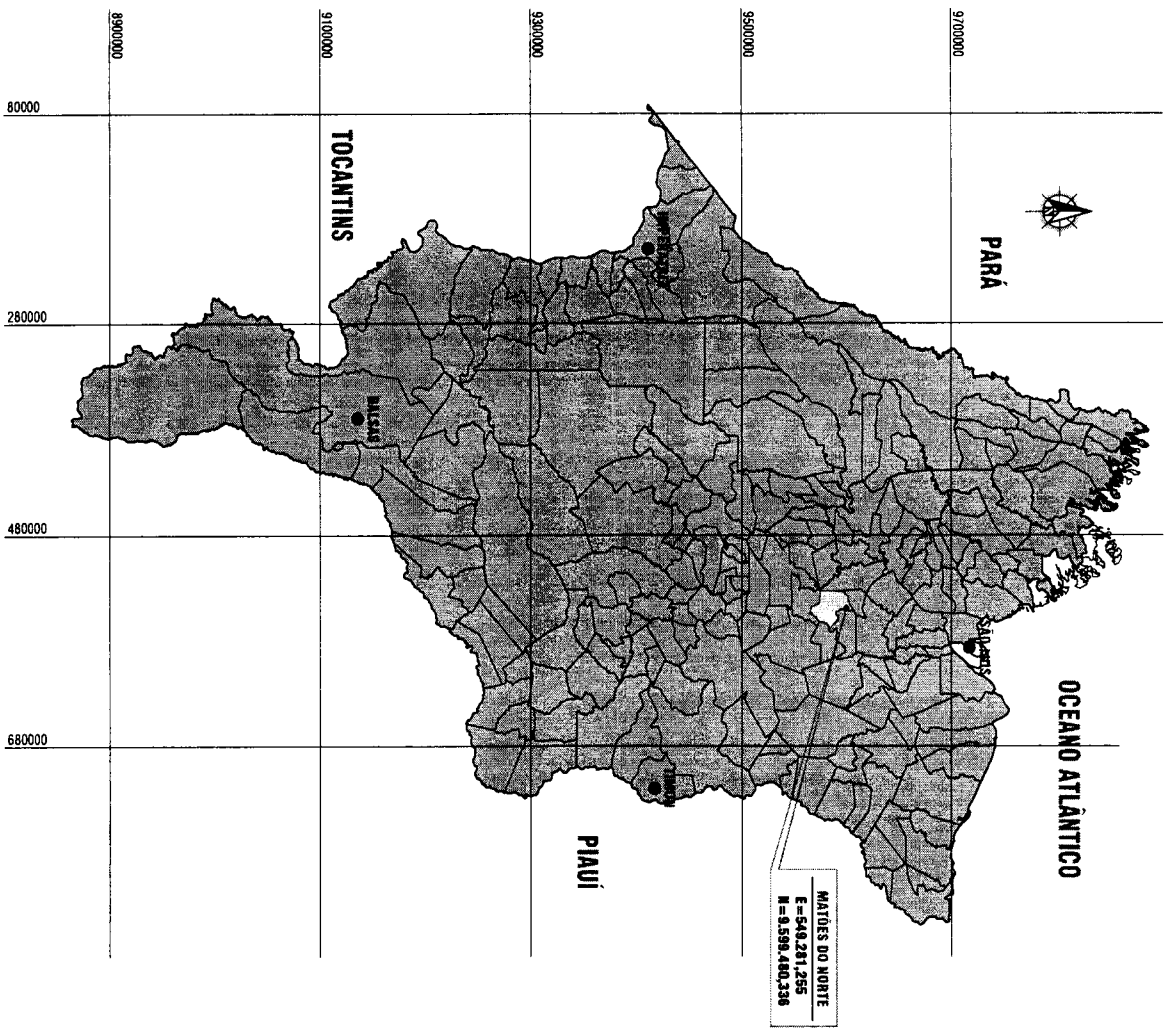 8900000
9100000
9300000
9500000
9700000
80000
280000
480000
680000
PARÁ
TOCANTINS
OCEANO ATLÂNTICO
PIAUÍ
BALSAS
SÃO LUIS
MATÕES DO NORTE
E=549.281,255
N=9.599.480,336